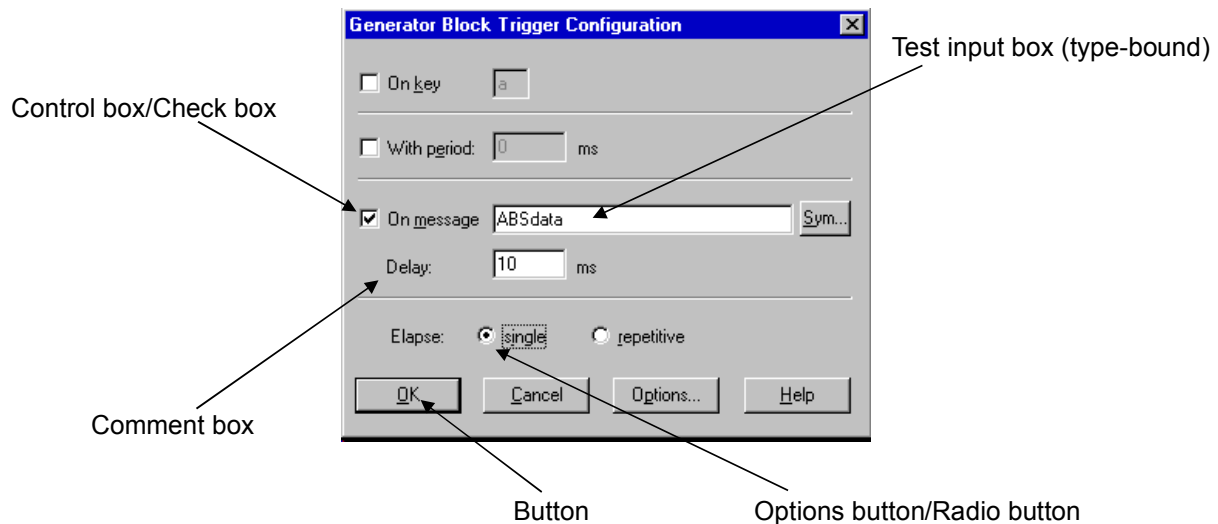 Generator Block Trigger Configuration
Test input box (type-bound)
On key a
Control box/Check box
With period: 0 ms
On message ABSdata Sym...
Delay: 10 ms
Elapse: single repetitive
OK Cancel Options... Help
Comment box
Button Options button/Radio button